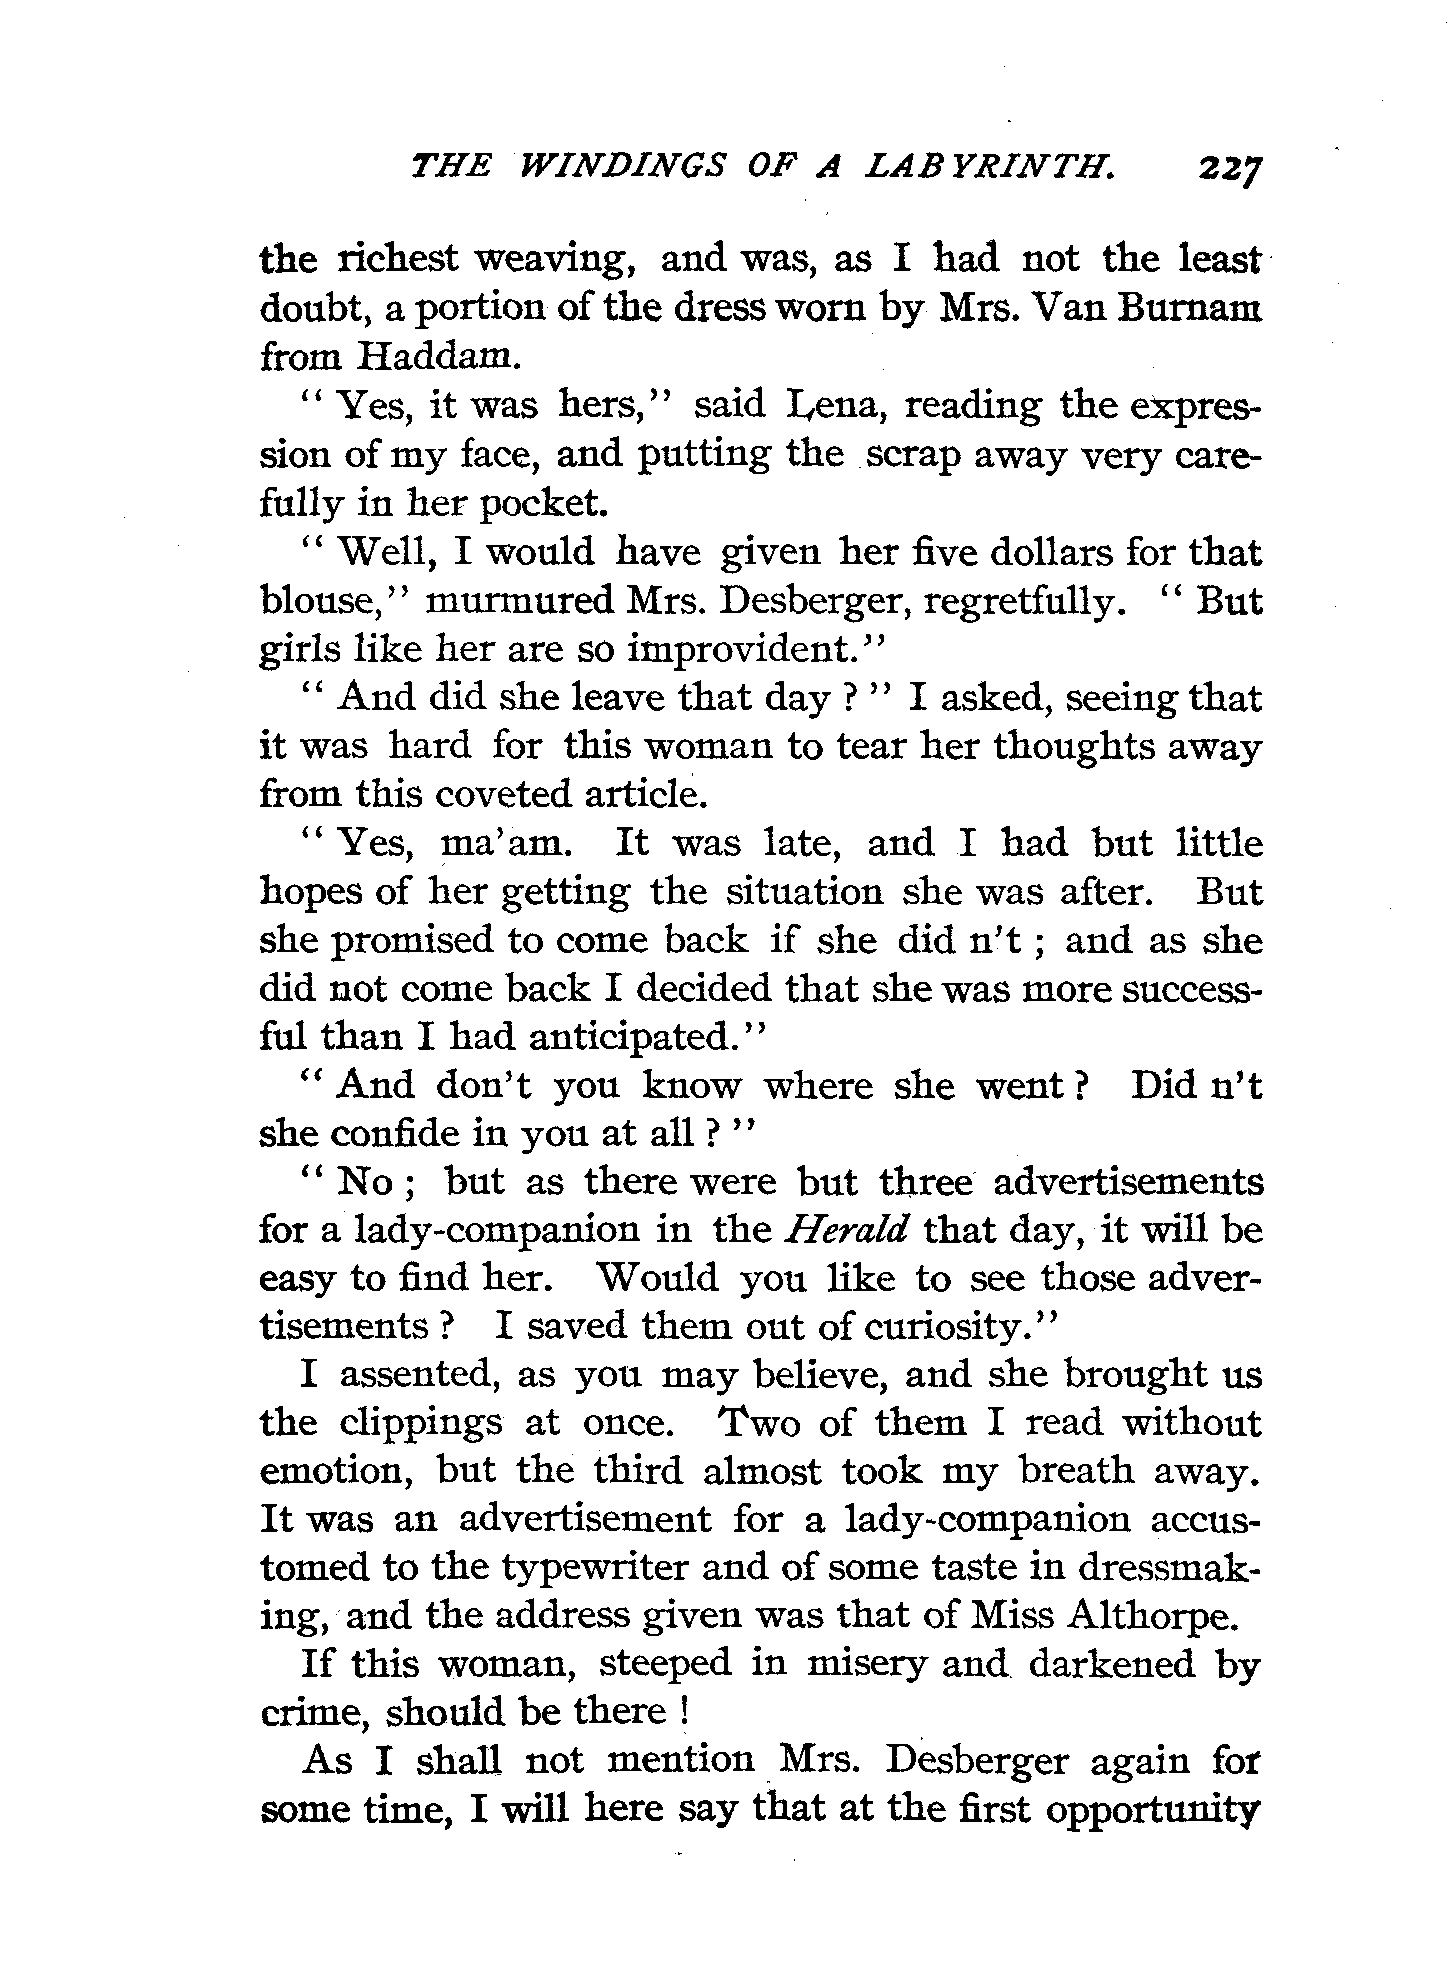 THE WINDINGS OF A LABYRINTH. 227
the richest weaving, and was, as I had not the least
doubt, a portion of the dress worn by Mrs. Van Burnam
from Haddam.
“ Yes, it was hers,” said Lena, reading the expres-
sion of my face, and putting the scrap away very care-
fully in her pocket.
“ Well, I would have given her five dollars for that
blouse,” murmured Mrs. Desberger, regretfully. “ But
girls like her are so improvident.”
“ And did she leave that day ? ” I asked, seeing that
it was hard for this woman to tear her thoughts away
from this coveted article.
“ Yes, ma’am. It was late, and I had but little
hopes of her getting the situation she was after. But
she promised to come back if she did n’t ; and as she
did not come back I decided that she was more success-
ful than I had anticipated.”
“ And don’t you know where she went ? Did n’t
she confide in you at all ? ”
“ No ; but as there were but three advertisements
for a lady-companion in the Herald that day, it will be
easy to find her. Would you like to see those adver-
tisements ? I saved them out of curiosity.”
I assented, as you may believe, and she brought us
the clippings at once. Two of them I read without
emotion, but the third almost took my breath away.
It was an advertisement for a lady-companion accus-
tomed to the typewriter and of some taste in dressmak-
ing, and the address given was that of Miss Althorpe.
If this woman, steeped in misery and darkened by
crime, should be there !
As I shall not mention Mrs. Desberger again for
some time, I will here say that at the first opportunity